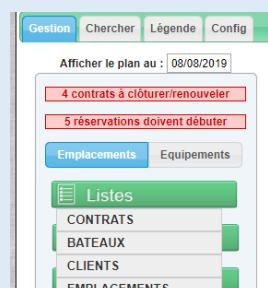 Gestion Chercher Légende Config
Afficher le plan au : 08/08/2019
4 contrats à clôturer/renouveler
5 réservations doivent débuter
Emplacements Equipements
Listes
CONTRATS
BATEAUX
CLIENTS
EMPLACEMENTS